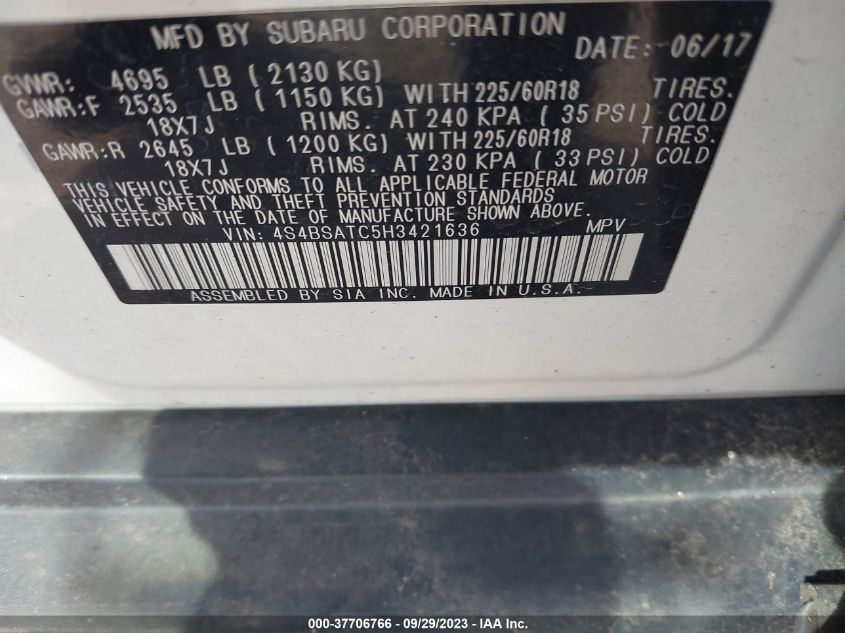 MFD BY SUBARU CORPORATION DATE: 06/17
GVWR: 4695 LB ( 2130 KG)
GAWR:F 2535 LB ( 1150 KG) WITH 225/60R18 TIRES.
18X7J RIMS. AT 240 KPA ( 35 PSI) COLD
GAWR:R 2645 LB ( 1200 KG) WITH 225/60R18 TIRES.
18X7J RIMS. AT 230 KPA ( 33 PSI) COLD
THIS VEHICLE CONFORMS TO ALL APPLICABLE FEDERAL MOTOR
VEHICLE SAFETY AND THEFT PREVENTION STANDARDS
IN EFFECT ON THE DATE OF MANUFACTURE SHOWN ABOVE.
VIN: 4S4BSATC5H3421636 MPV
ASSEMBLED BY SIA INC. MADE IN U.S.A.
000-37706766 - 09/29/2023 - IAA Inc.